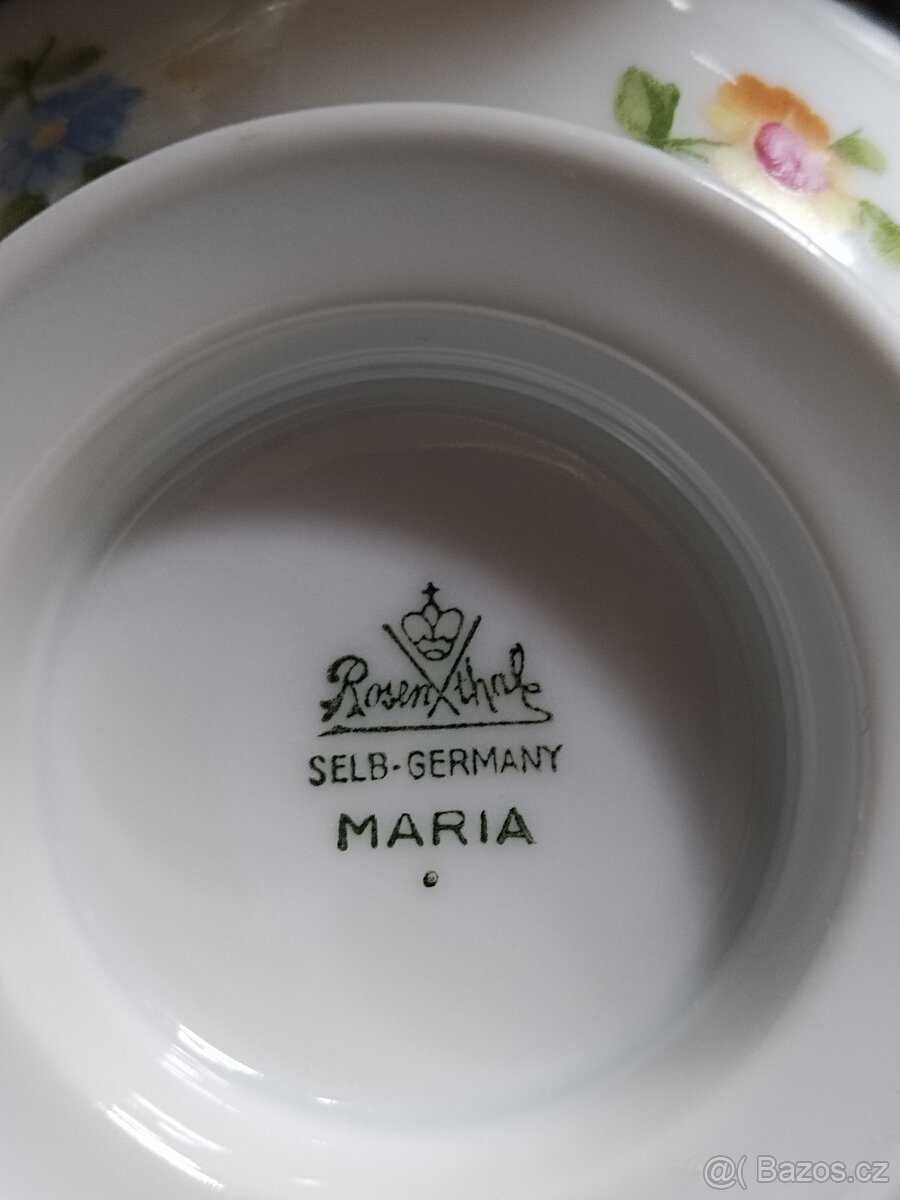 Rosenthal
SELB-GERMANY
MARIA
@( Bazos.cz